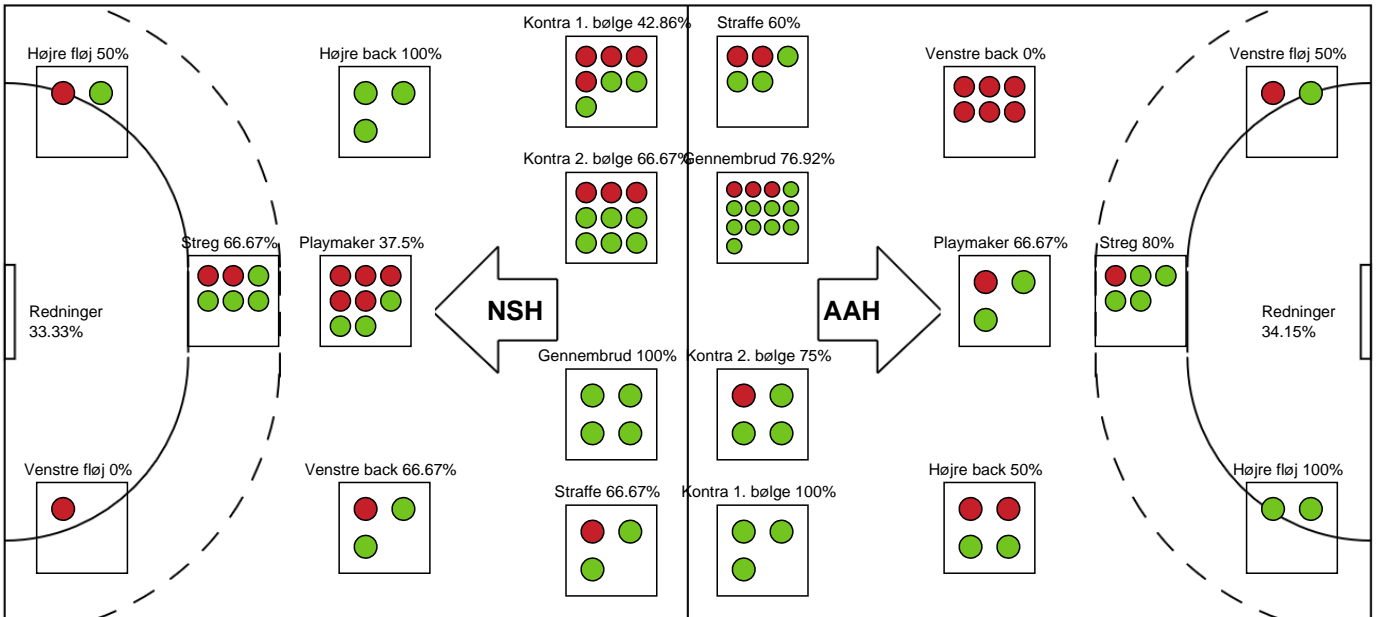 Kontra 1. bølge 42.86%
Straffe 60%
Højre fløj 50%
Højre back 100%
Venstre back 0%
Venstre fløj 50%
Kontra 2. bølge 66.67%
Gennembrud 76.92%
Streg 66.67%
Playmaker 37.5%
Playmaker 66.67%
Streg 80%
Redninger
33.33%
NSH
AAH
Redninger
34.15%
Gennembrud 100%
Kontra 2. bølge 75%
Venstre fløj 0%
Venstre back 66.67%
Højre back 50%
Højre fløj 100%
Straffe 66.67%
Kontra 1. bølge 100%